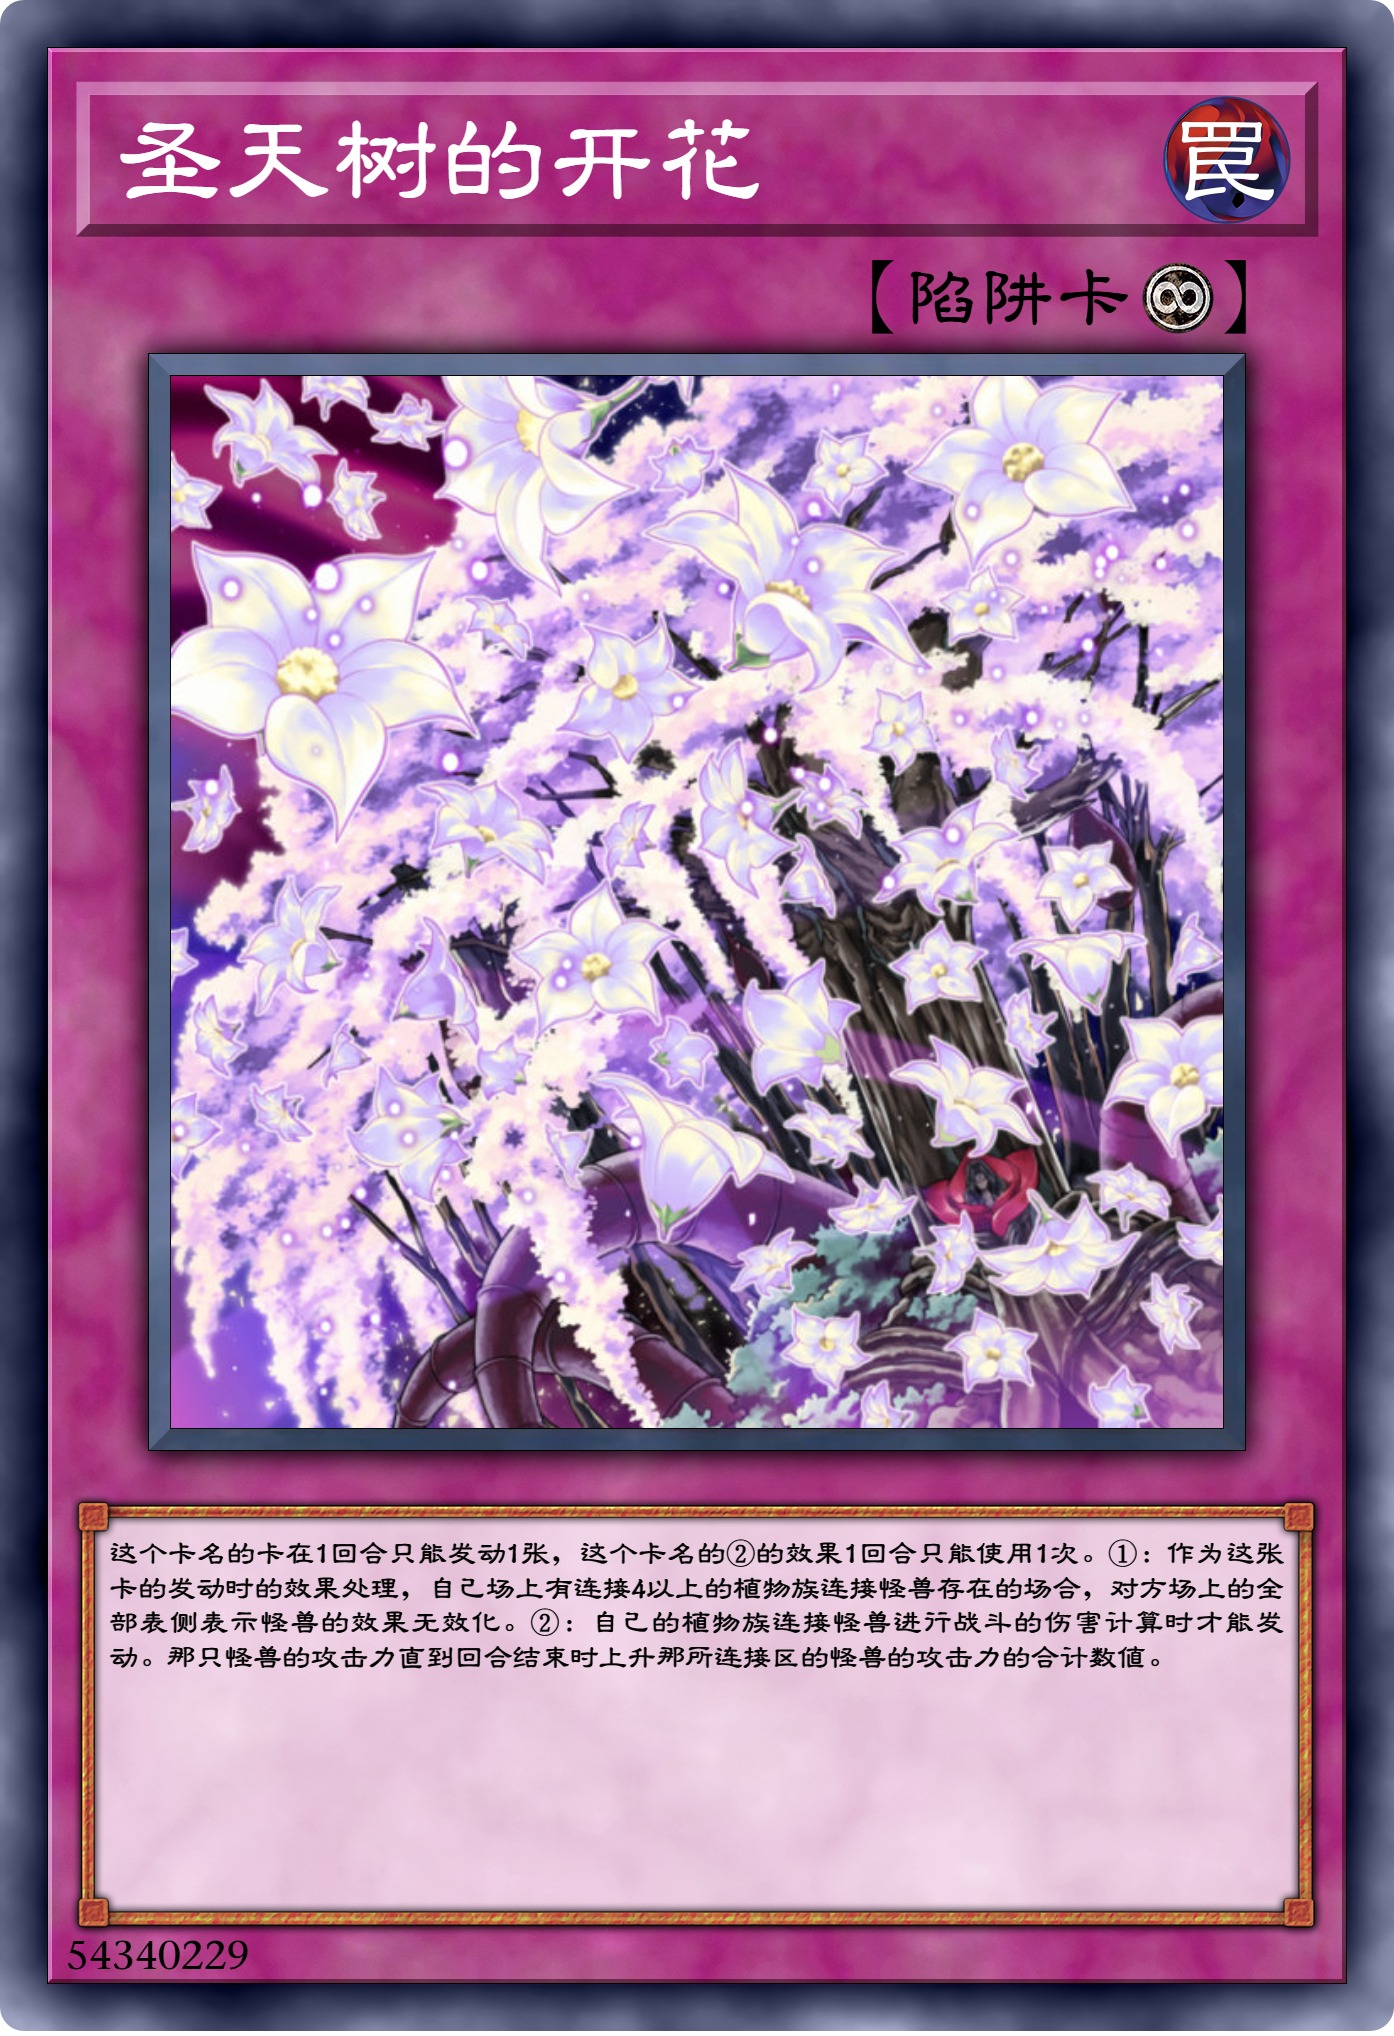 圣天树的开花
罠
【陷阱卡】
这个卡名的卡在1回合只能发动1张，这个卡名的②的效果1回合只能使用1次。①：作为这张
卡的发动时的效果处理，自己场上有连接4以上的植物族连接怪兽存在的场合，对方场上的全
部表侧表示怪兽的效果无效化。②：自己的植物族连接怪兽进行战斗的伤害计算时才能发
动。那只怪兽的攻击力直到回合结束时上升那所连接区的怪兽的攻击力的合计数值。
54340229